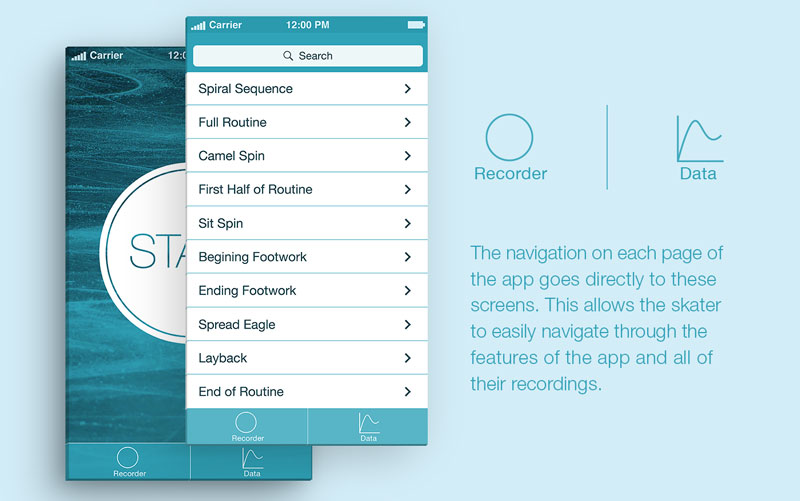 Carrier 12:00 PM
Search
Spiral Sequence
Full Routine
Camel Spin
First Half of Routine
Sit Spin
Begining Footwork
Ending Footwork
Spread Eagle
Layback
End of Routine
Recorder Data
Carrier
Recorder Data
Recorder Data
The navigation on each page of
the app goes directly to these
screens. This allows the skater
to easily navigate through the
features of the app and all of
their recordings.